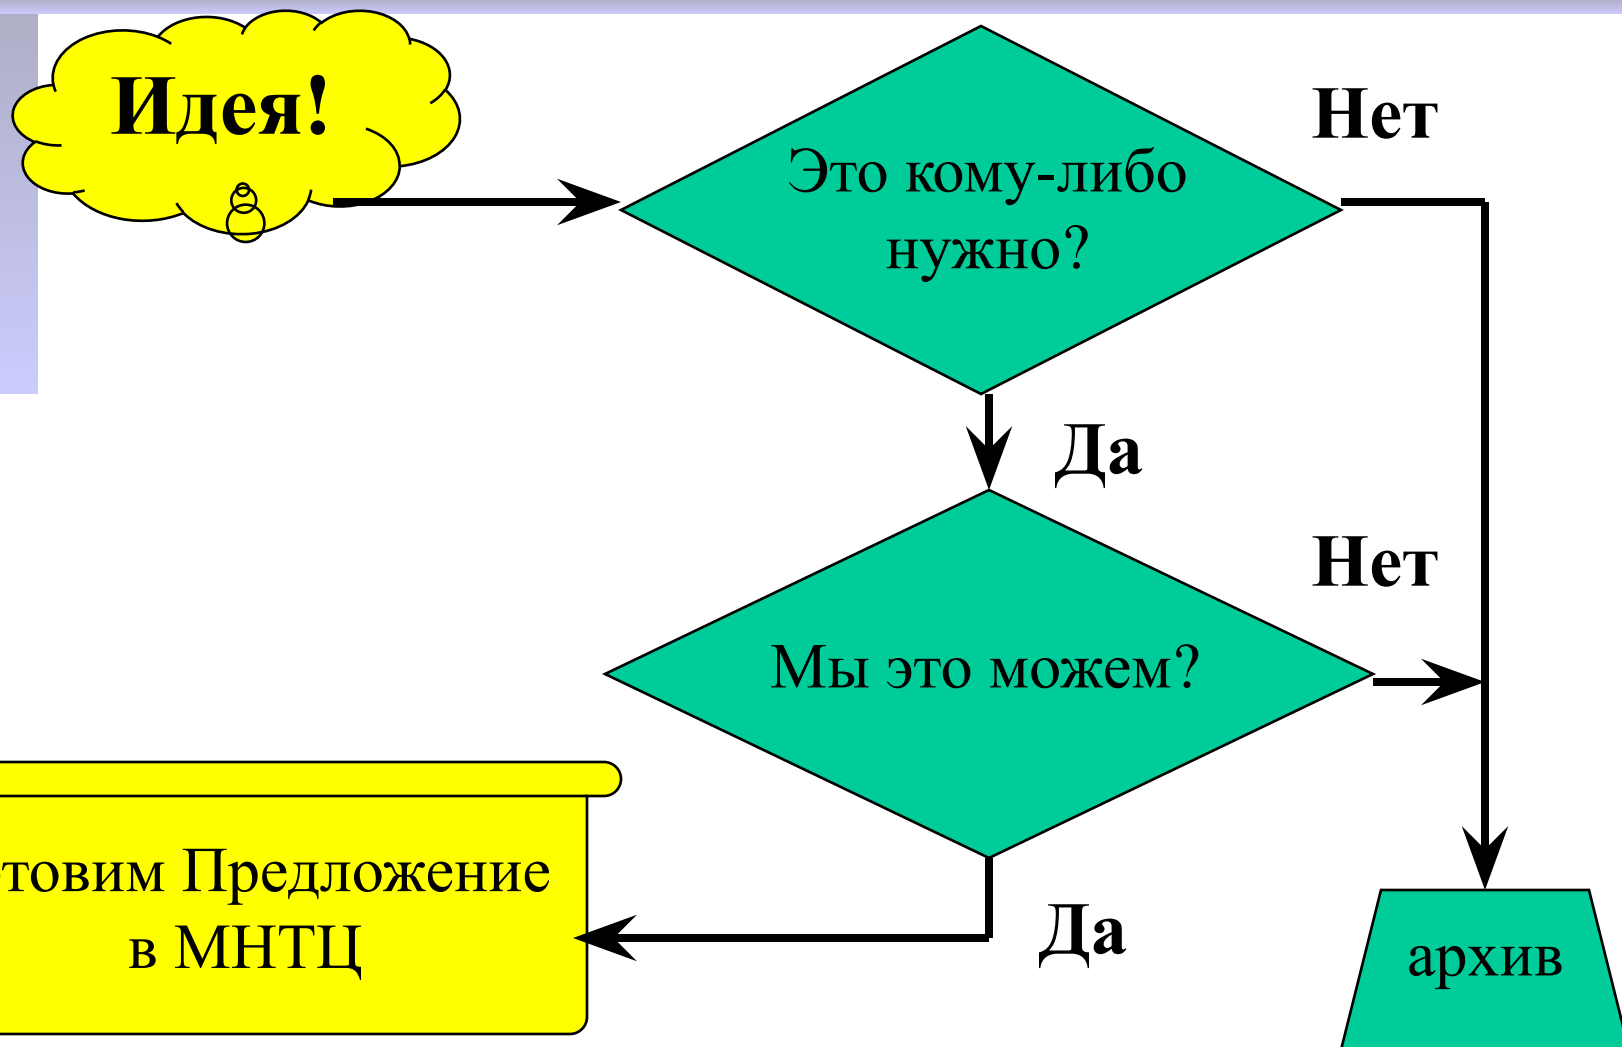 Идея!
Это кому-либо
нужно?
Нет
Да
Мы это можем?
Нет
товим Предложение
в МНТЦ
Да
архив